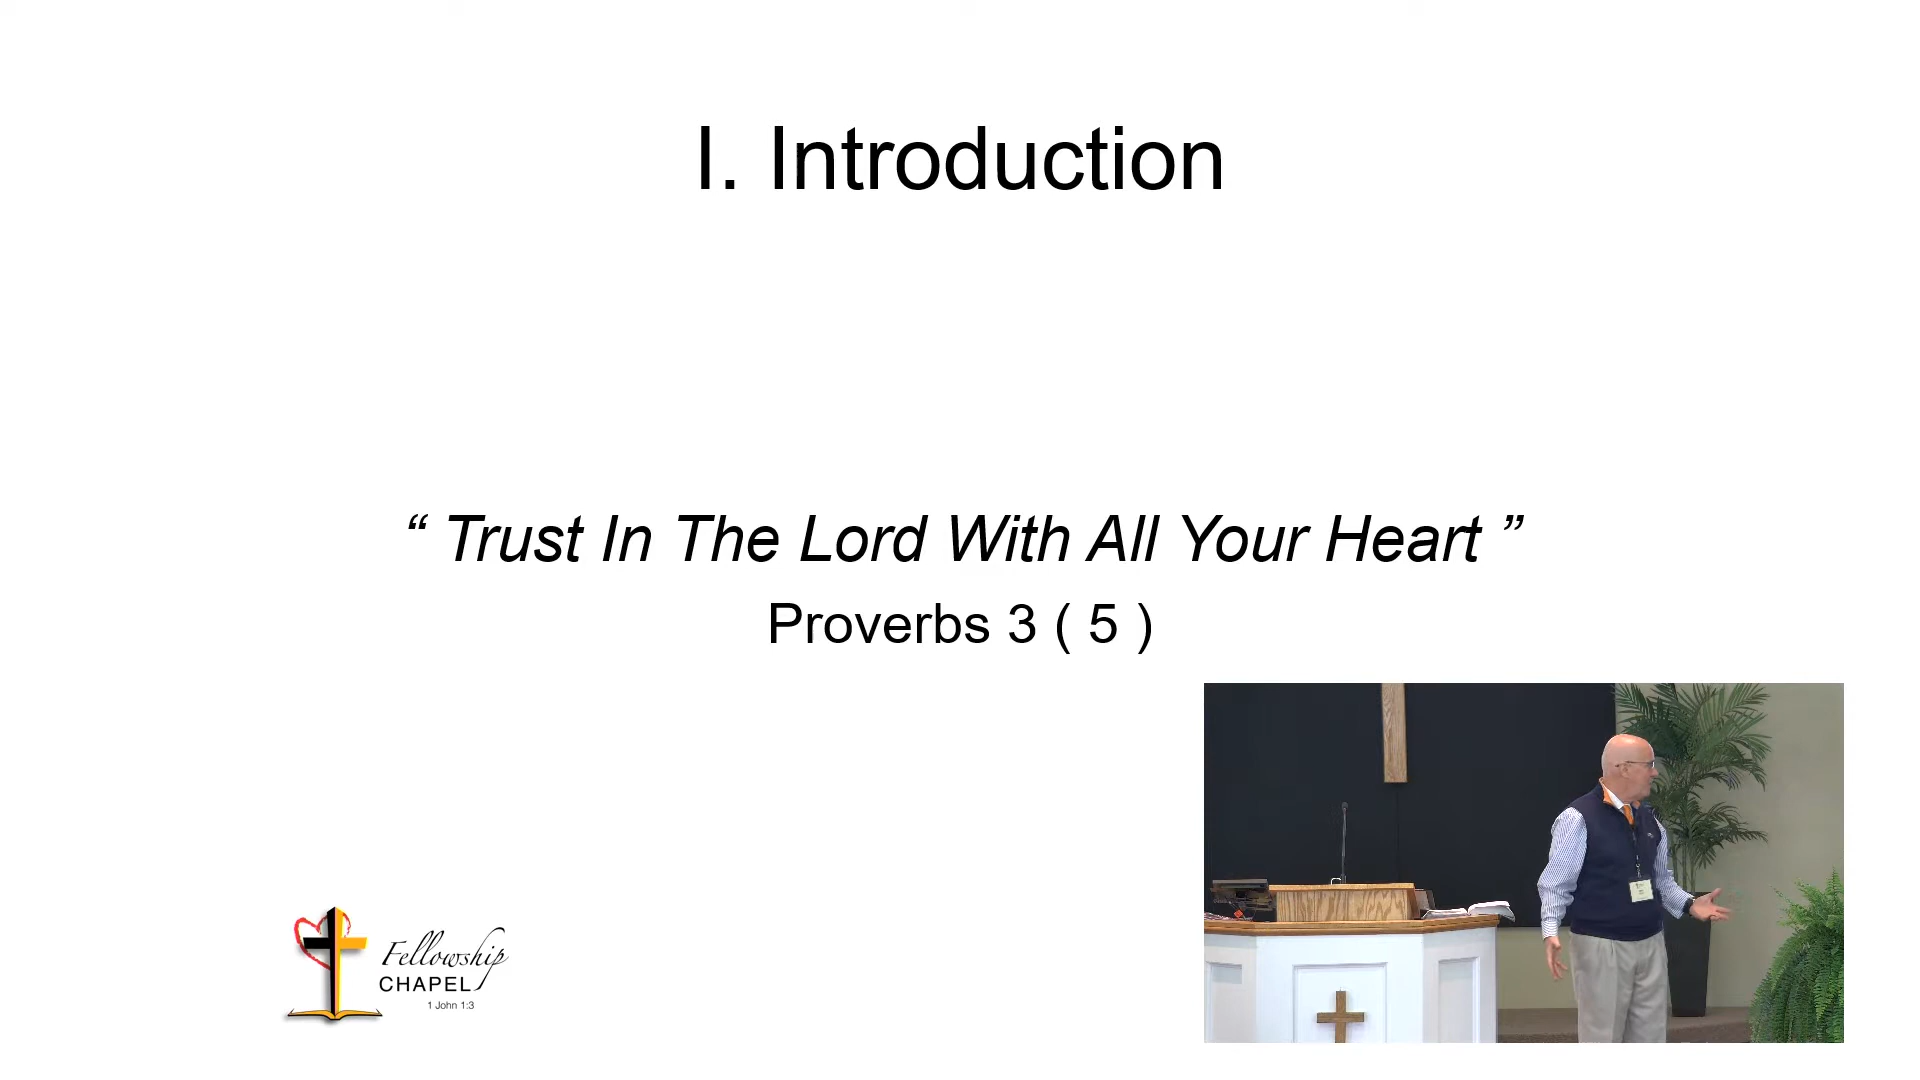 I. Introduction
“ Trust In The Lord With All Your Heart ”
Proverbs 3 ( 5 )
Fellowship
CHAPEL
1 John 1:3